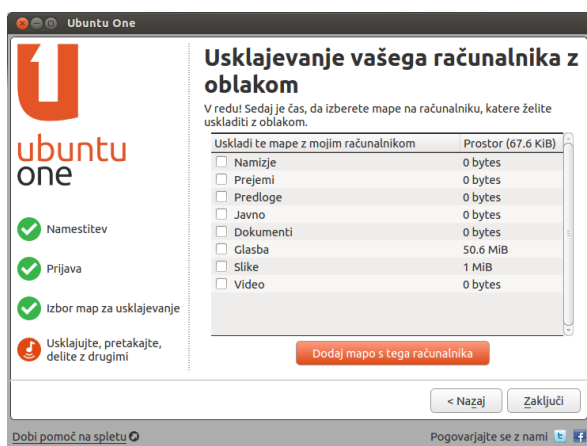 Ubuntu One
ubuntu
one
Namestitev
Prijava
Izbor map za usklajevanje
Usklajujte, pretakajte,
delite z drugimi
Usklajevanje vašega računalnika z
oblakom
V redu! Sedaj je čas, da izberete mape na računalniku, katere želite
uskladiti z oblakom.
Uskladi te mape z mojim računalnikom Prostor (67.6 KiB)
Namizje 0 bytes
Prejemi 0 bytes
Predloge 0 bytes
Javno 0 bytes
Dokumenti 0 bytes
Glasba 50.6 MiB
Slike 1 MiB
Video 0 bytes
Dodaj mapo s tega računalnika
< Nazaj Zaključi
Dobi pomoč na spletu Pogovarjajte se z nami